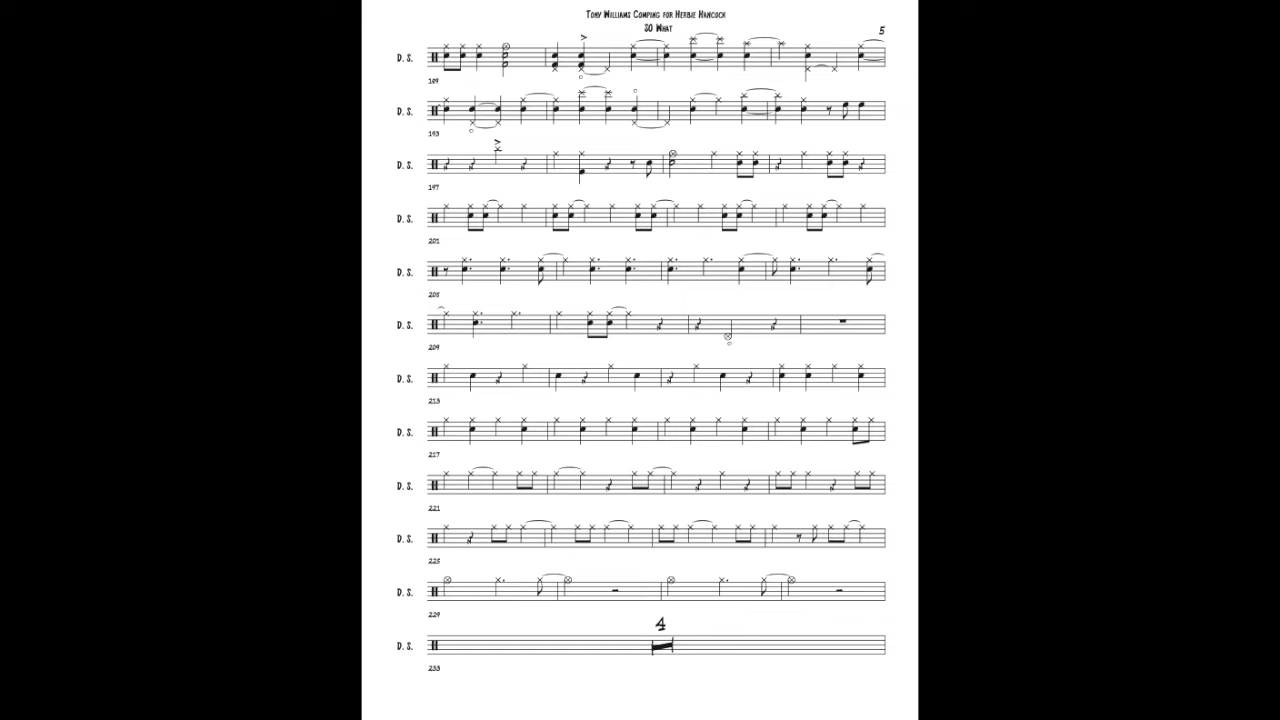 Tony Williams Comping for Herbie Hancock
SO What
5
D. S.
189
D. S.
193
D. S.
197
D. S.
201
D. S.
205
D. S.
209
D. S.
213
D. S.
217
D. S.
221
D. S.
225
D. S.
229
4
D. S.
233